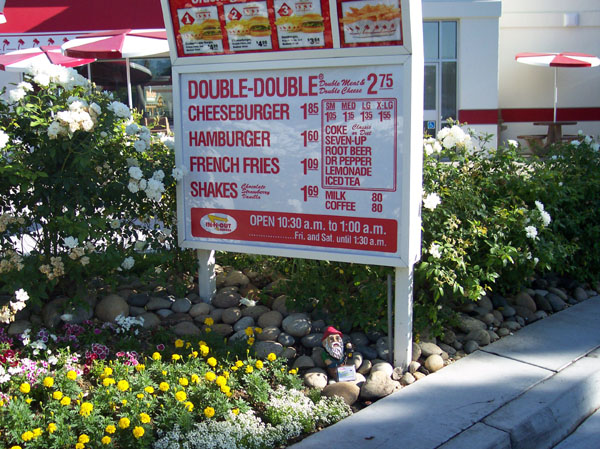 DOUBLE-DOUBLE® Double Meat & Double Cheese 2 75
CHEESEBURGER 1 85
HAMBURGER 1 60
FRENCH FRIES 1 09
SHAKES Chocolate Strawberry Vanilla 1 69
SM MED LG X-LG
1 05 1 15 1 35 1 55
COKE Classic or Diet
SEVEN-UP
ROOT BEER
DR PEPPER
LEMONADE
ICED TEA
MILK 80
COFFEE 80
IN-N-OUT
OPEN 10:30 a.m. to 1:00 a.m.
Fri. and Sat. until 1:30 a.m.